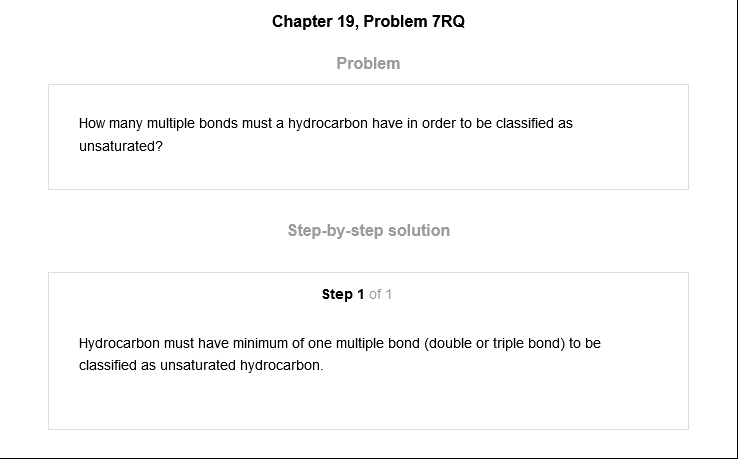 Chapter 19, Problem 7RQ
Problem
How many multiple bonds must a hydrocarbon have in order to be classified as
unsaturated?
Step-by-step solution
Step 1 of 1
Hydrocarbon must have minimum of one multiple bond (double or triple bond) to be
classified as unsaturated hydrocarbon.